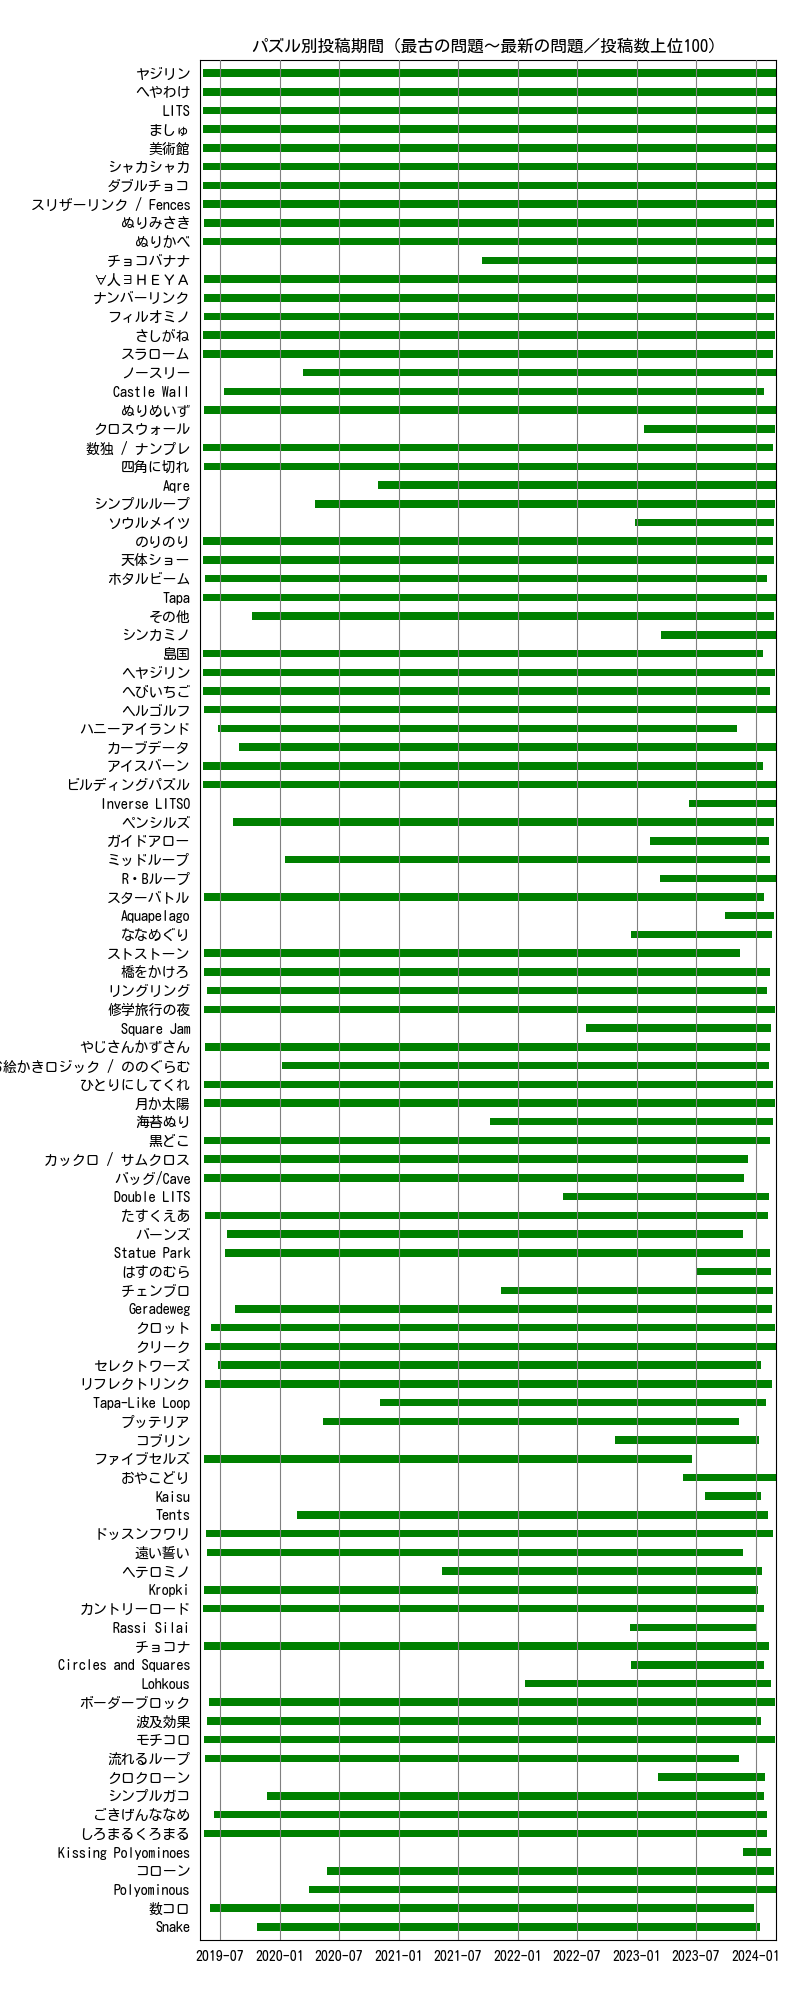 パズル別投稿期間（最古の問題～最新の問題／投稿数上位100）
ヤジリン
へやわけ
LITS
ましゅ
美術館
シャカシャカ
ダブルチョコ
スリザーリンク / Fences
ぬりみさき
ぬりかべ
チョコバナナ
∀人∃ＨＥＹＡ
ナンバーリンク
フィルオミノ
さしがね
スラローム
ノースリー
Castle Wall
ぬりめいず
クロスウォール
数独 / ナンプレ
四角に切れ
Aqre
シンプルループ
ソウルメイツ
のりのり
天体ショー
ホタルビーム
Tapa
その他
シンカミノ
島国
ヘヤジリン
へびいちご
ヘルゴルフ
ハニーアイランド
カーブデータ
アイスバーン
ビルディングパズル
Inverse LITSO
ペンシルズ
ガイドアロー
ミッドループ
R・Bループ
スターバトル
Aquapelago
ななめぐり
ストストーン
橋をかけろ
リングリング
修学旅行の夜
Square Jam
やじさんかずさん
絵かきロジック / ののぐらむ
ひとりにしてくれ
月か太陽
海苔ぬり
黒どこ
カックロ / サムクロス
バッグ/Cave
Double LITS
たすくえあ
バーンズ
Statue Park
はすのむら
チェンブロ
Geradeweg
クロット
クリーク
セレクトワーズ
リフレクトリンク
Tapa-Like Loop
プッテリア
コブリン
ファイブセルズ
おやこどり
Kaisu
Tents
ドッスンフワリ
遠い誓い
ヘテロミノ
Kropki
カントリーロード
Rassi Silai
チョコナ
Circles and Squares
Lohkous
ボーダーブロック
波及効果
モチコロ
流れるループ
クロクローン
シンプルガコ
ごきげんななめ
しろまるくろまる
Kissing Polyominoes
コローン
Polyominous
数コロ
Snake
2019-07 2020-01 2020-07 2021-01 2021-07 2022-01 2022-07 2023-01 2023-07 2024-01